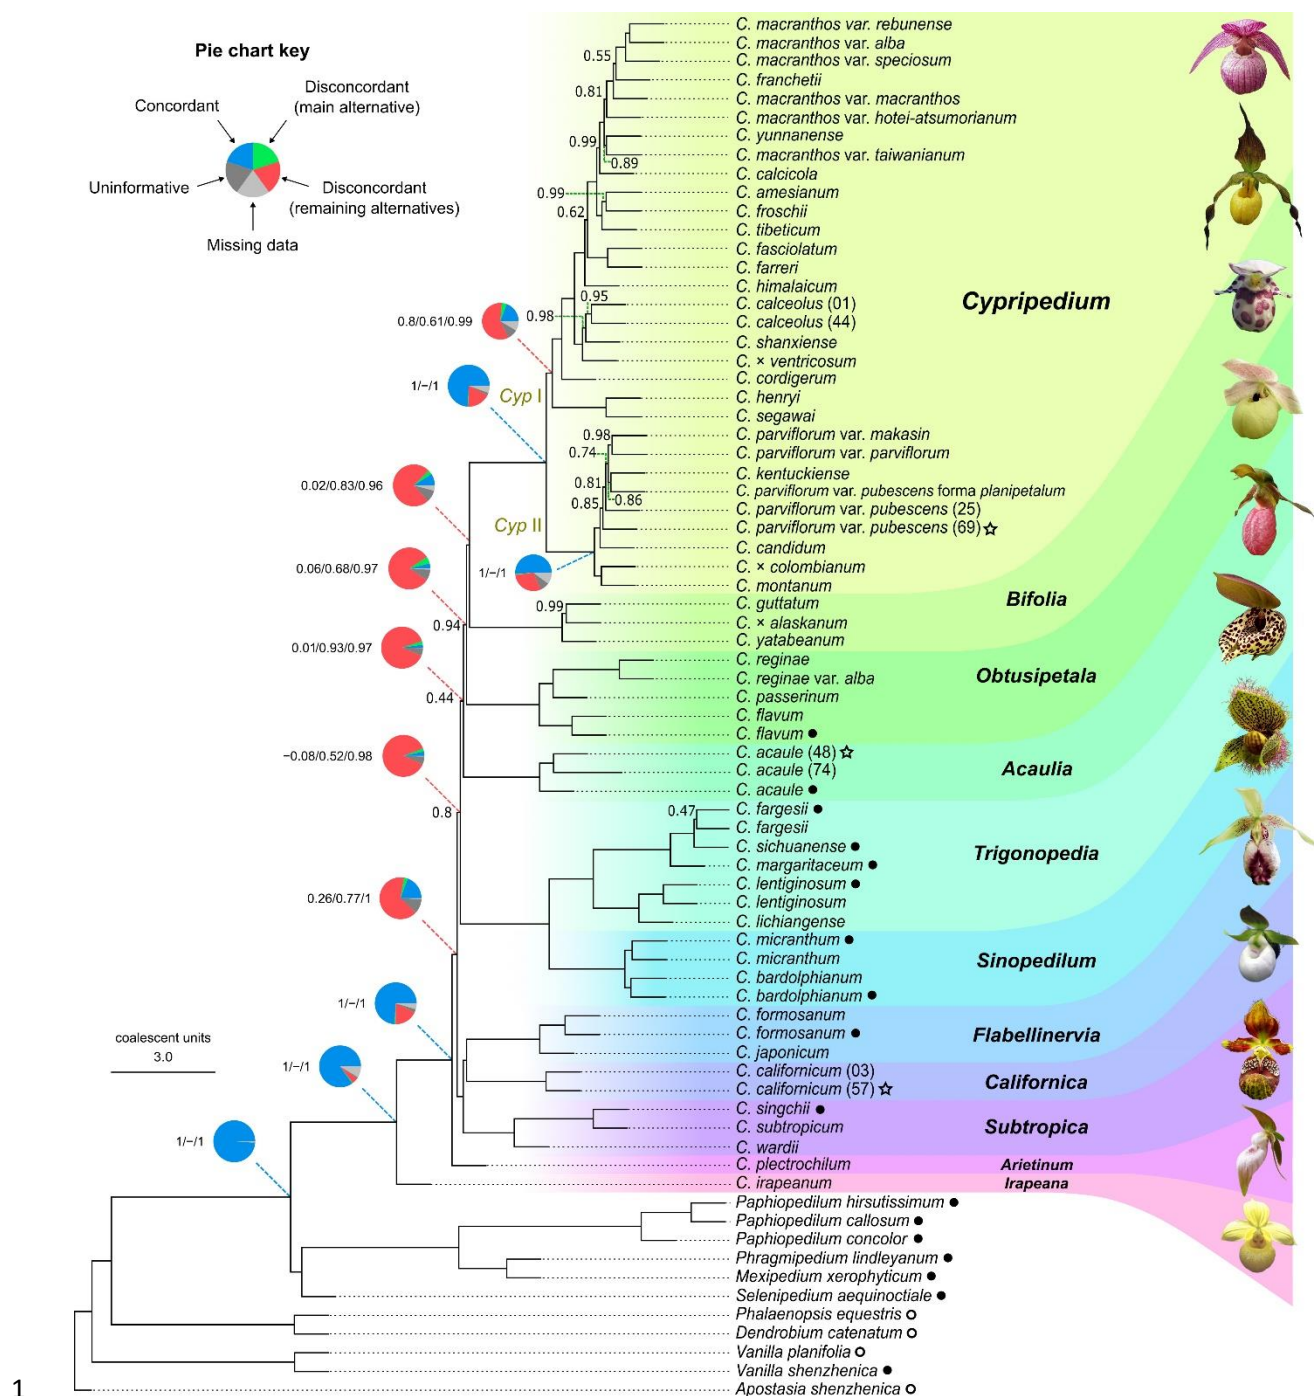 Pie chart key
Concordant
Disconcordant
(main alternative)
Uninformative
Disconcordant
(remaining alternatives)
Missing data
C. macranthos var. rebunense
C. macranthos var. alba
0.55
C. macranthos var. speciosum
C. franchetii
0.81
C. macranthos var. macranthos
C. macranthos var. hotei-atsumorianum
0.99
C. yunnanense
C. macranthos var. taiwanianum
0.89
C. calcicola
0.99
C. amesianum
0.62
C. froschii
C. tibeticum
C. fasciolatum
C. farreri
C. himalaicum
0.95
C. calceolus (01)
Cypripedium
0.8/0.61/0.99
0.98
C. calceolus (44)
C. shanxiense
C. × ventricosum
C. cordigerum
1/−/1
Cyp I
C. henryi
C. segawai
0.98
C. parviflorum var. makasin
0.74
C. parviflorum var. parviflorum
C. kentuckiense
0.02/0.83/0.96
0.81
C. parviflorum var. pubescens forma planipetalum
0.85
0.86
C. parviflorum var. pubescens (25)
Cyp II
C. parviflorum var. pubescens (69)
C. candidum
0.06/0.68/0.97
1/−/1
C. × colombianum
C. montanum
0.99
C. guttatum
Bifolia
0.94
C. × alaskanum
0.01/0.93/0.97
C. yatabeanum
C. reginae
C. reginae var. alba
Obtusipetala
0.44
C. passerinum
C. flavum
C. flavum
−0.08/0.52/0.98
C. acaule (48)
C. acaule (74)
Acaulia
C. acaule
0.8
0.47
C. fargesii
C. fargesii
C. sichuanense
Trigonopedia
C. margaritaceum
0.26/0.77/1
C. lentiginosum
C. lentiginosum
C. lichiangense
C. micranthum
C. micranthum
Sinopedilum
C. bardolphianum
C. bardolphianum
1/−/1
C. formosanum
C. formosanum
Flabellinervia
coalescent units
3.0
C. japonicum
1/−/1
C. californicum (03)
Californica
C. californicum (57)
C. singchii
1/−/1
C. subtropicum
Subtropica
C. wardii
C. plectrochilum
Arietinum
C. irapeanum
Irapeana
Paphiopedilum hirsutissimum
Paphiopedilum callosum
Paphiopedilum concolor
Phragmipedium lindleyanum
Mexipedium xerophyticum
Selenipedium aequinoctiale
Phalaenopsis equestris
Dendrobium catenatum
Vanilla planifolia
Vanilla shenzhenica
Apostasia shenzhenica
1